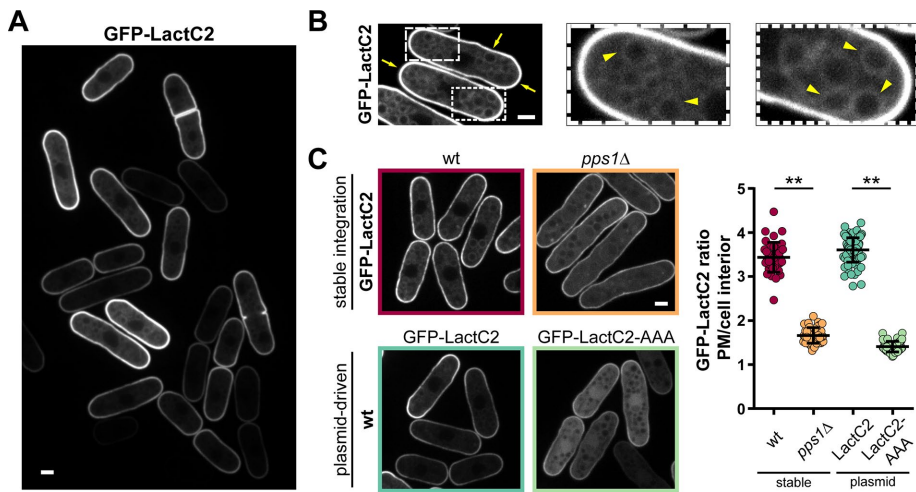 A
GFP-LactC2
B
GFP-LactC2
C
wt
pps1Δ
stable integration
GFP-LactC2
GFP-LactC2
GFP-LactC2-AAA
plasmid-driven
wt
GFP-LactC2 ratio
PM/cell interior
5
4
3
2
1
0
**
**
wt
pps1Δ
LactC2
LactC2-
AAA
stable
plasmid